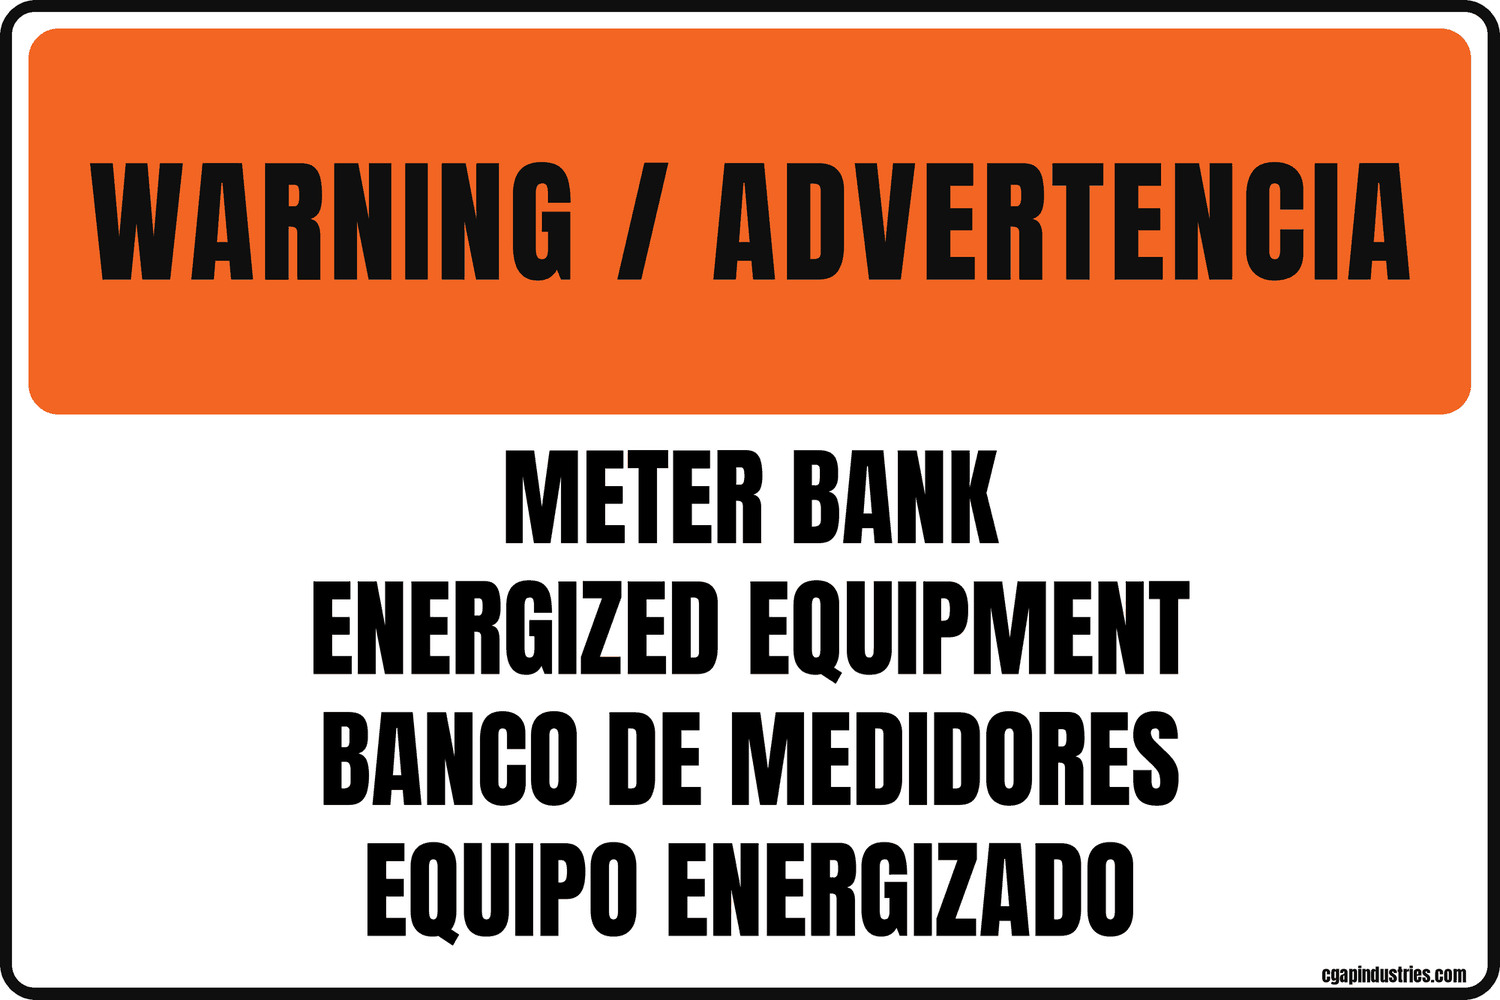 WARNING / ADVERTENCIA
METER BANK
ENERGIZED EQUIPMENT
BANCO DE MEDIDORES
EQUIPO ENERGIZADO
cgapindustries.com